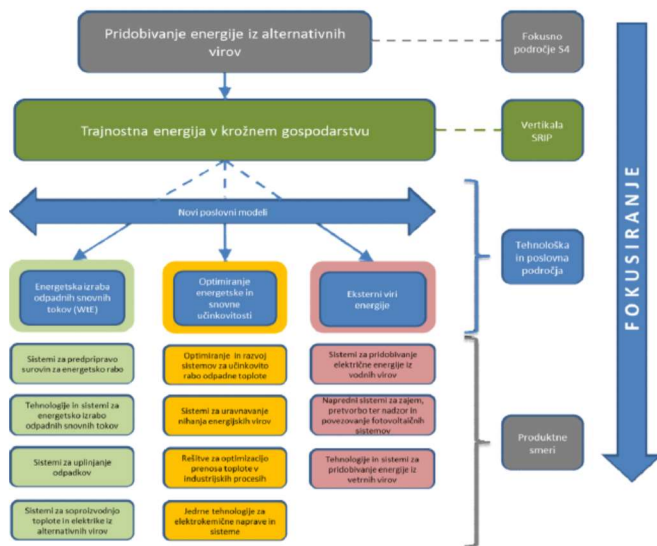 Pridobivanje energije iz alternativnih
virov
Fokusno
področje S4
Trajnostna energija v krožnem gospodarstvu
Vertikala
SRIP
Novi poslovni modeli
Tehnološka
in poslovna
področja
Energetska izraba
odpadnih snovnih
tokov (WtE)
Optimiranje
energetske in
snovne
učinkovitosti
Eksterni viri
energije
Sistemi za predpripravo
surovin za energetsko rabo
Tehnologije in sistemi za
energetsko izrabo
odpadnih snovnih tokov
Sistemi za uplinjanje
odpadkov
Sistemi za soproizvodnjo
toplote in elektrike iz
alternativnih virov
Optimiranje in razvoj
sistemov za učinkovito
rabo odpadne toplote
Sistemi za uravnavanje
nihanja energijskih virov
Rešitve za optimizacijo
prenosa toplote v
industrijskih procesih
Jedrne tehnologije za
elektrokemične naprave in
sisteme
Sistemi za pridobivanje
električne energije iz
vodnih virov
Napredni sistemi za zajem,
pretvorbo ter nadzor in
povezovanje fotovoltaičnih
sistemov
Tehnologije in sistemi za
pridobivanje energije iz
vetrnih virov
Produktne
smeri
FOKUSIRANJE